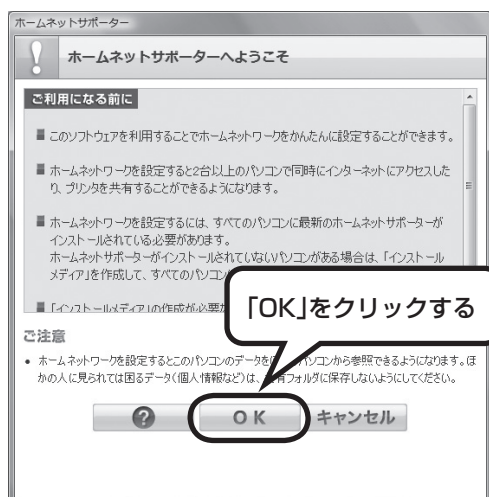 ホームネットサポーター
ホームネットサポーターへようこそ
ご利用になる前に
このソフトウェアを利用することでホームネットワークをかんたんに設定することができます。
ホームネットワークを設定すると2台以上のパソコンで同時にインターネットにアクセスした
り、プリンタを共有することができるようになります。
ホームネットワークを設定するには、すべてのパソコンに最新のホームネットサポーターが
インストールされている必要があります。
ホームネットサポーターがインストールされていないパソコンがある場合は、「インストール
メディア」を作成して、すべてのパソコン
「インストールメディア」の作成が必要
「OK」をクリックする
ご注意
• ホームネットワークを設定するとこのパソコンのデータを パソコンから参照できるようになります。ほ
かの人に見られては困るデータ(個人情報など)は、 有フォルダに保存しないようにしてください。
? OK キャンセル